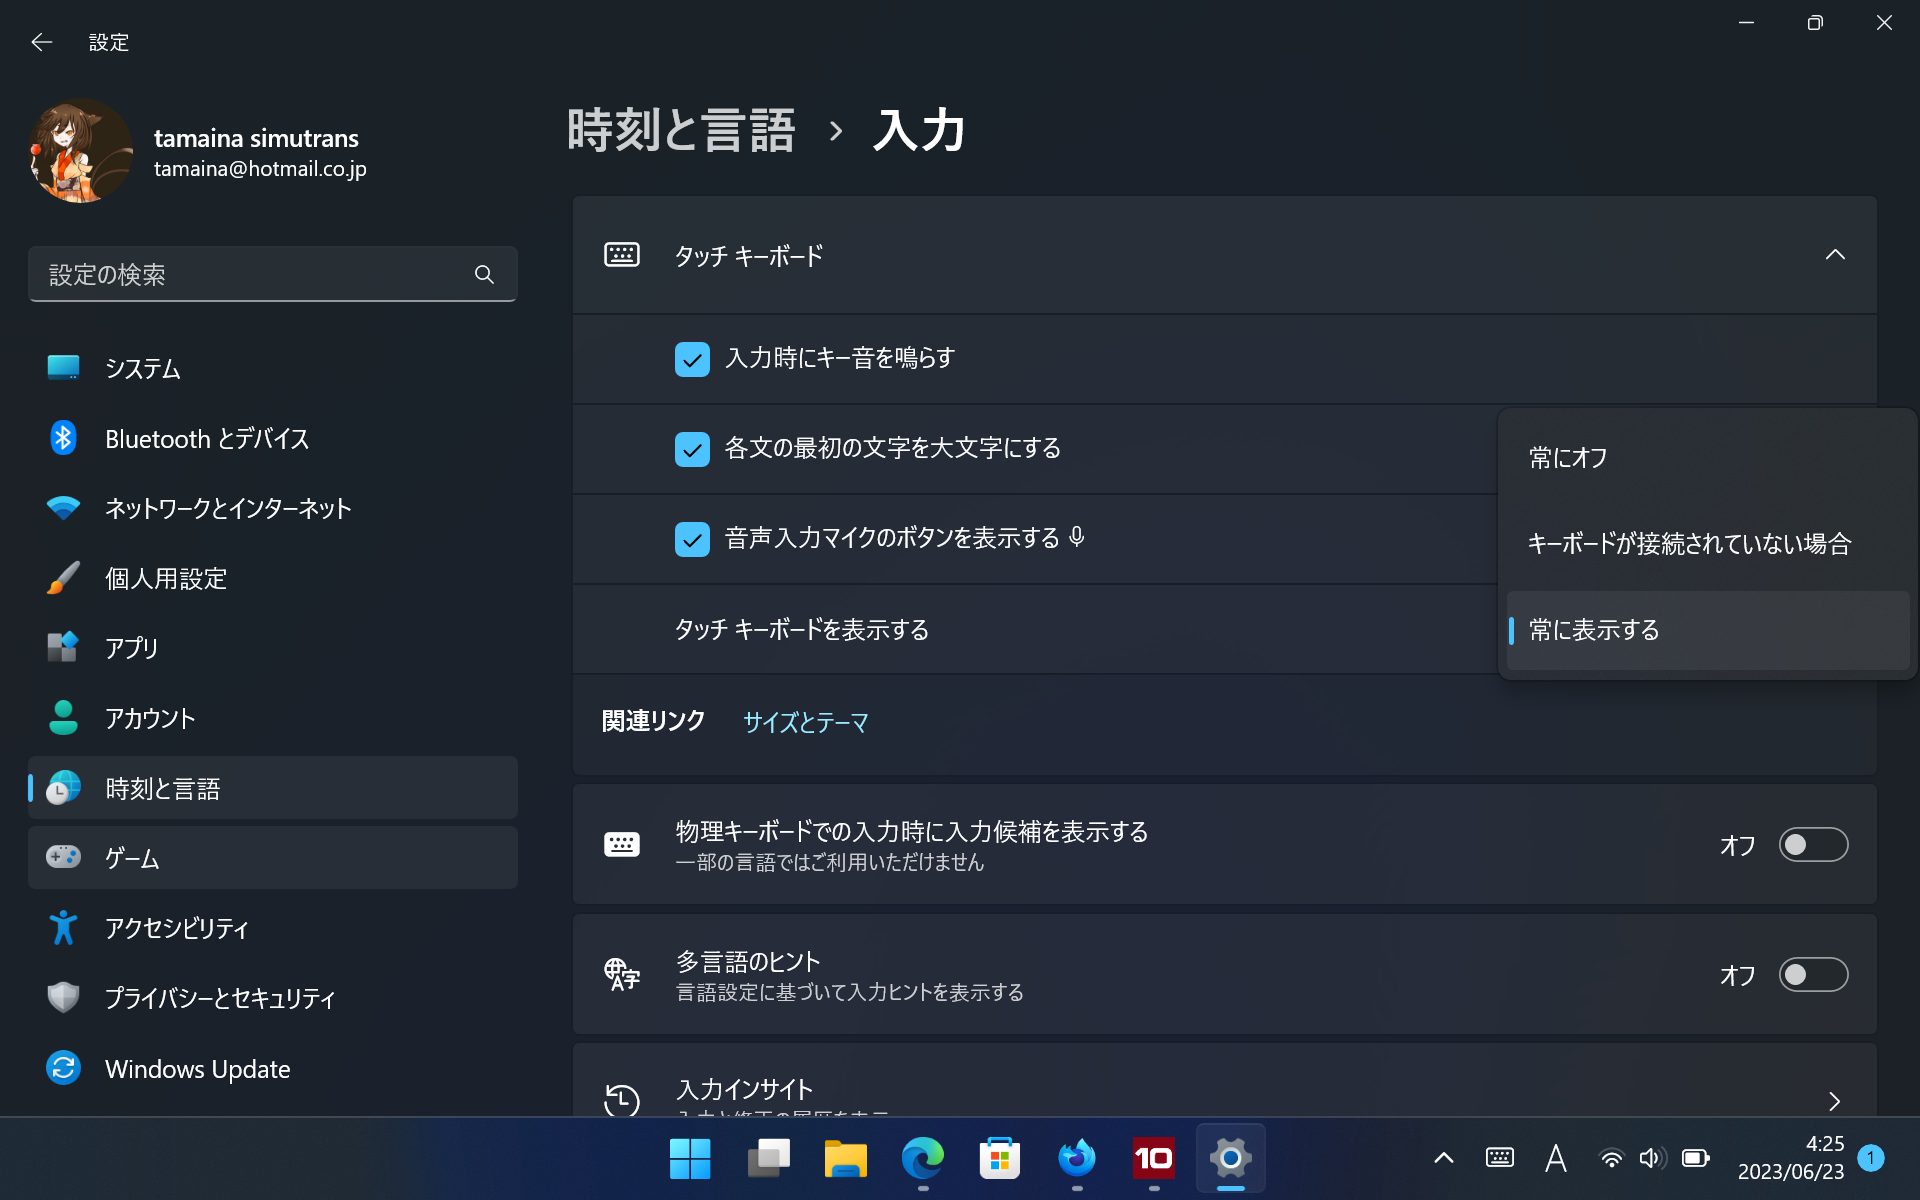 設定
tamaina simutrans
tamaina@hotmail.co.jp
設定の検索
システム
Bluetooth とデバイス
ネットワークとインターネット
個人用設定
アプリ
アカウント
時刻と言語
ゲーム
アクセシビリティ
プライバシーとセキュリティ
Windows Update
時刻と言語 › 入力
タッチ キーボード
入力時にキー音を鳴らす
各文の最初の文字を大文字にする
音声入力マイクのボタンを表示する
タッチ キーボードを表示する
常にオフ
キーボードが接続されていない場合
常に表示する
関連リンク サイズとテーマ
物理キーボードでの入力時に入力候補を表示する
一部の言語ではご利用いただけません
オフ
多言語のヒント
言語設定に基づいて入力ヒントを表示する
オフ
入力インサイト
10
A
4:25
2023/06/23
1